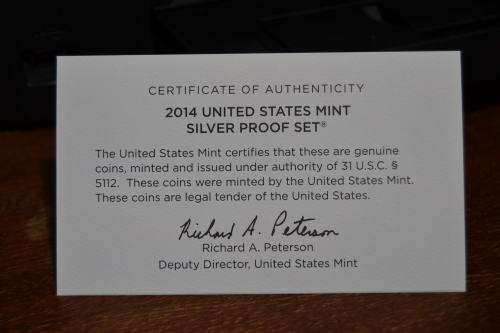 CERTIFICATE OF AUTHENTICITY
2014 UNITED STATES MINT
SILVER PROOF SET®
The United States Mint certifies that these are genuine
coins, minted and issued under authority of 31 U.S.C. §
5112. These coins were minted by the United States Mint.
These coins are legal tender of the United States.
Richard A. Peterson
Richard A. Peterson
Deputy Director, United States Mint